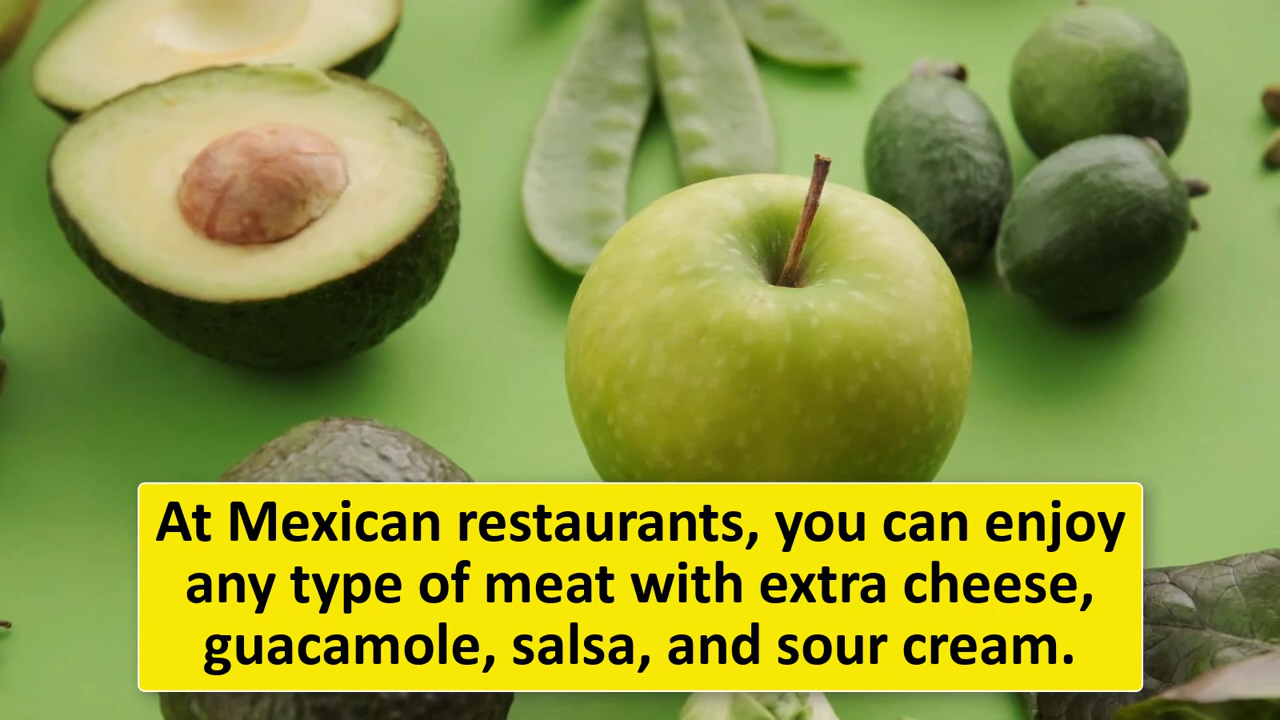 At Mexican restaurants, you can enjoy
any type of meat with extra cheese,
guacamole, salsa, and sour cream.